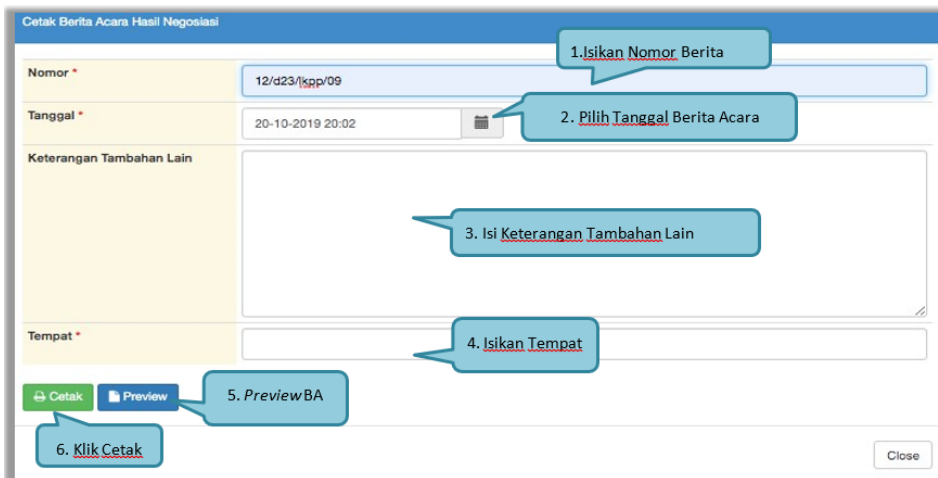 Cetak Berita Acara Hasil Negosiasi
1.Isikan Nomor Berita
Nomor *
12/d23/lkpp/09
Tanggal *
20-10-2019 20:02
2. Pilih Tanggal Berita Acara
Keterangan Tambahan Lain
3. Isi Keterangan Tambahan Lain
Tempat *
4. Isikan Tempat
Cetak
Preview
5. Preview BA
6. Klik Cetak
Close